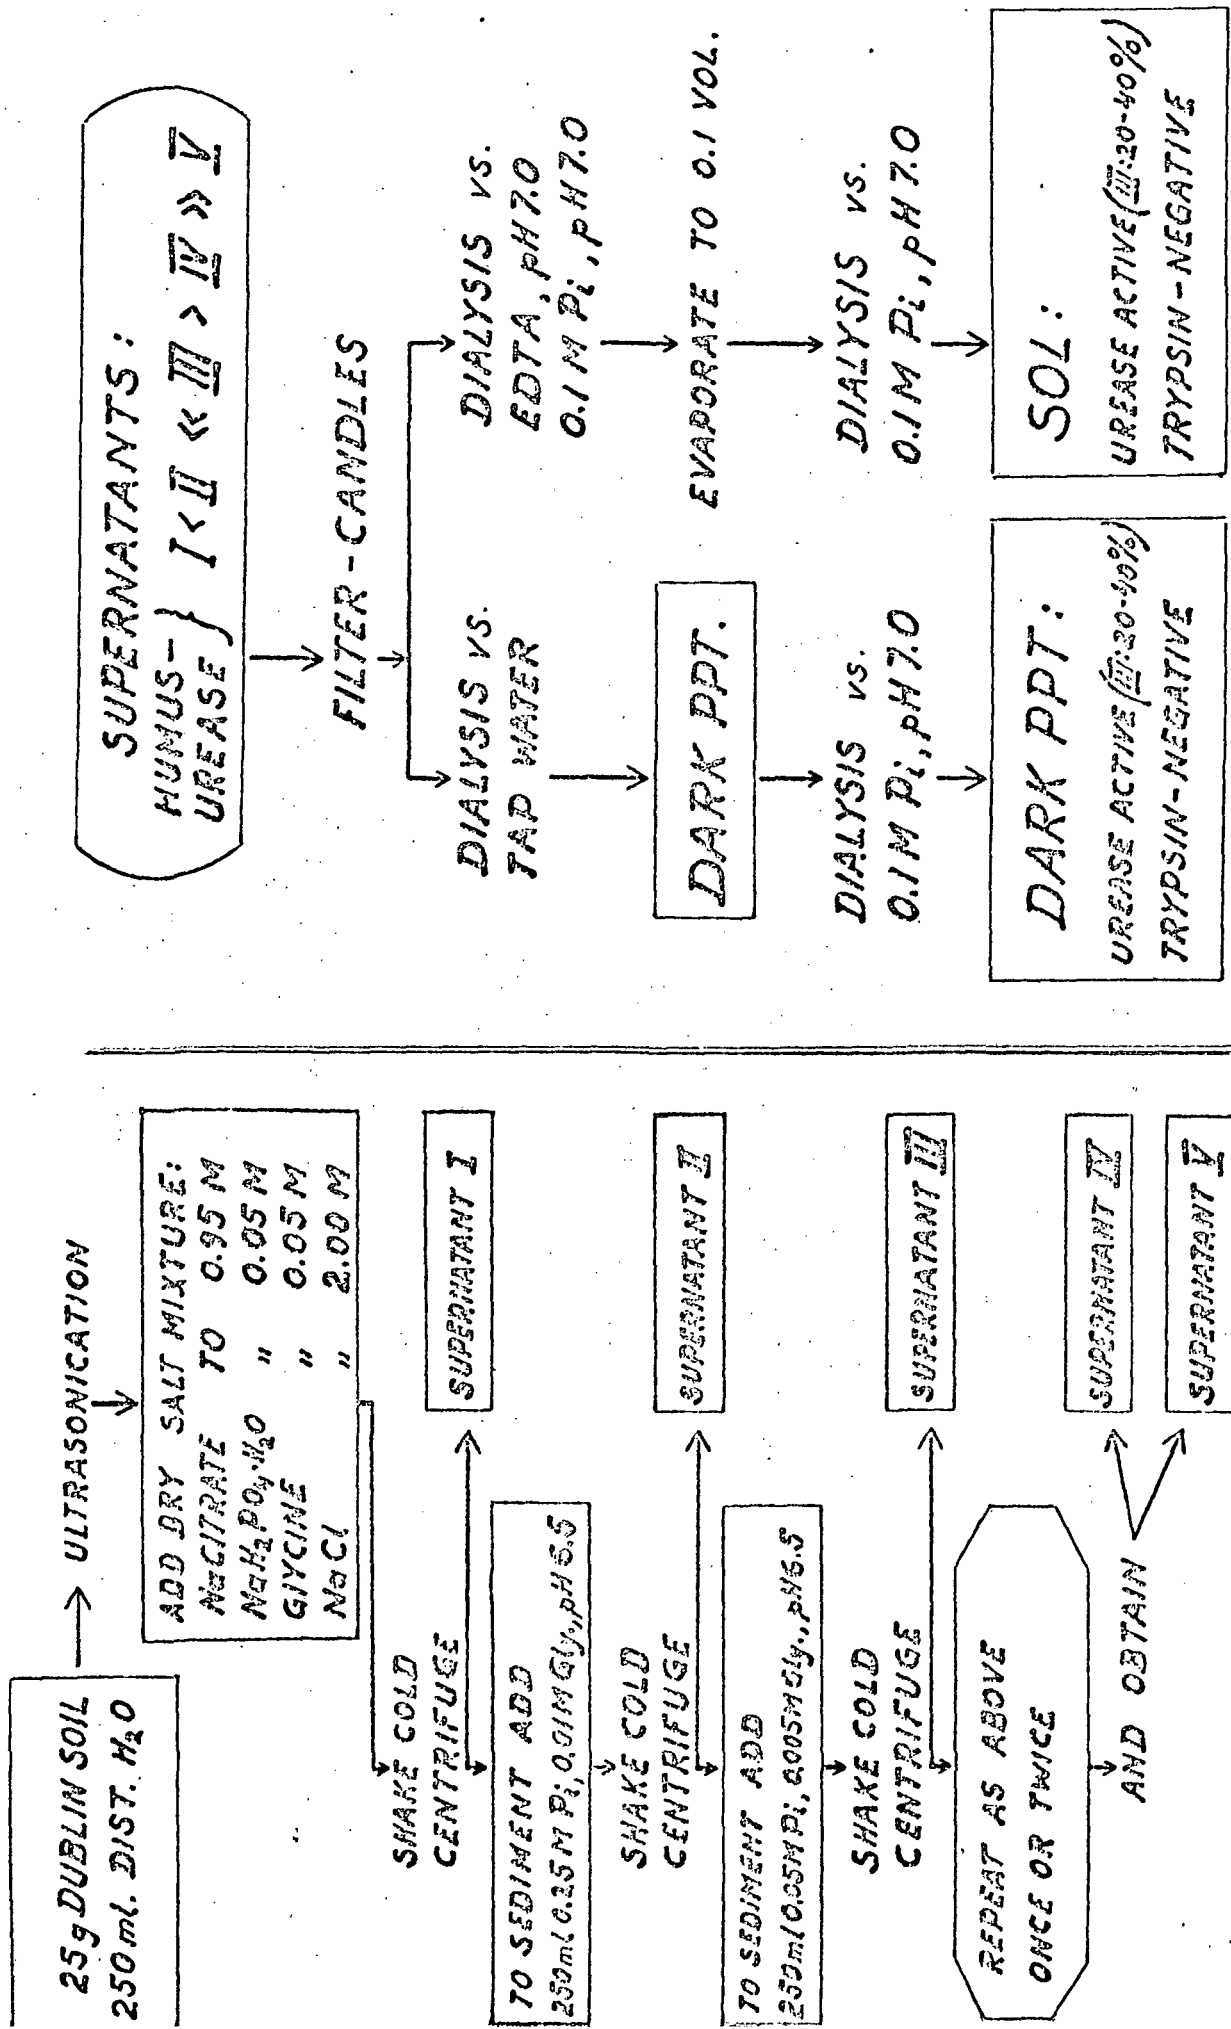 25g DUBLIN SOIL
250ml. DIST. H₂O
ULTRASONICATION
ADD DRY SALT MIXTURE:
NaCITRATE TO 0.95 M
NaH₂PO₄·H₂O " 0.05 M
GLYCINE " 0.05 M
NaCl " 2.00 M
SHAKE COLD
CENTRIFUGE
SUPERNATANT I
TO SEDIMENT ADD
250ml 0.25 M Pi, 0.01M Gly., pH 6.5
SHAKE COLD
CENTRIFUGE
SUPERNATANT II
TO SEDIMENT ADD
250ml 0.05M Pi, 0.005M Gly., pH 6.5
SHAKE COLD
CENTRIFUGE
SUPERNATANT III
REPEAT AS ABOVE
ONCE OR TWICE
AND OBTAIN
SUPERNATANT IV
SUPERNATANT V
SUPERNATANTS:
HUMUS-
UREASE } I < II << III > IV >> V
FILTER-CANDLES
DIALYSIS vs.
TAP WATER
DARK PPT.
DIALYSIS vs.
0.1 M Pi, pH 7.0
DARK PPT:
UREASE ACTIVE (III:20-40%)
TRYPSIN-NEGATIVE
DIALYSIS vs.
EDTA, pH 7.0
0.1 M Pi, pH 7.0
EVAPORATE TO 0.1 VOL.
DIALYSIS vs.
0.1 M Pi, pH 7.0
SOL:
UREASE ACTIVE (III:20-40%)
TRYPSIN-NEGATIVE